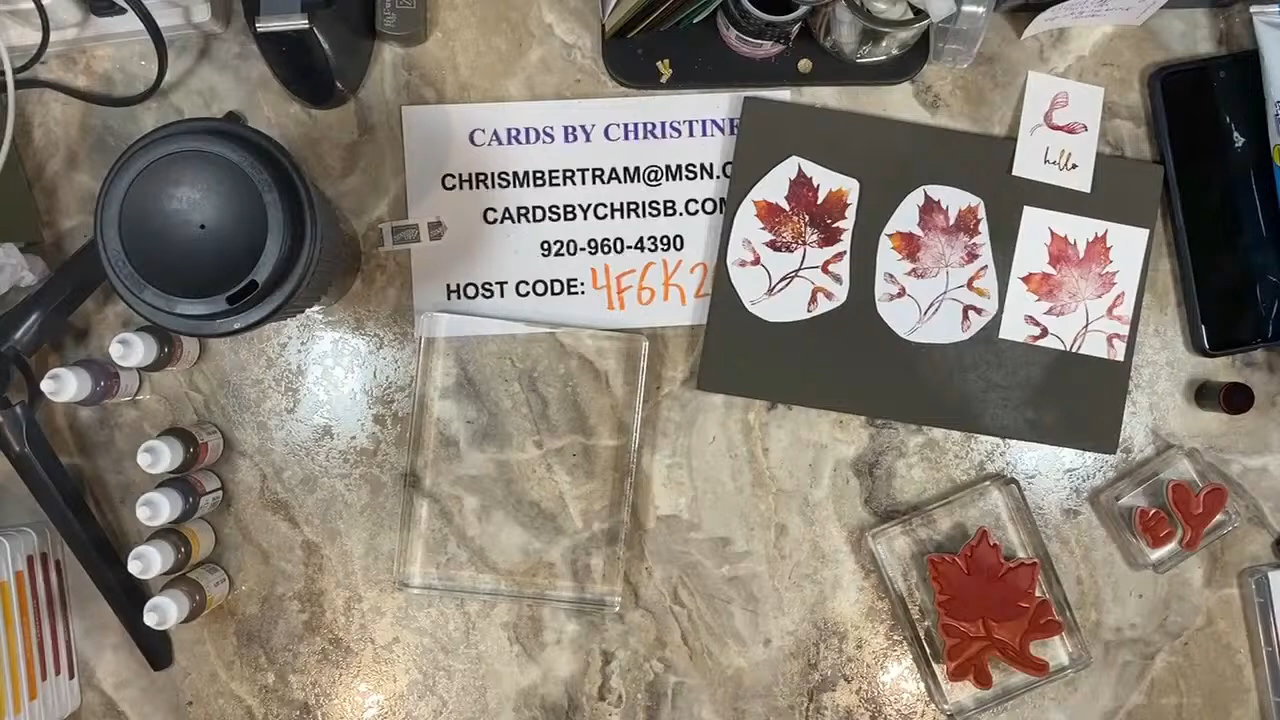 CARDS BY CHRISTINE
CHRISMBERTRAM@MSN.C
CARDSBYCHRISB.COM
920-960-4390
HOST CODE: 4F6K2
hello